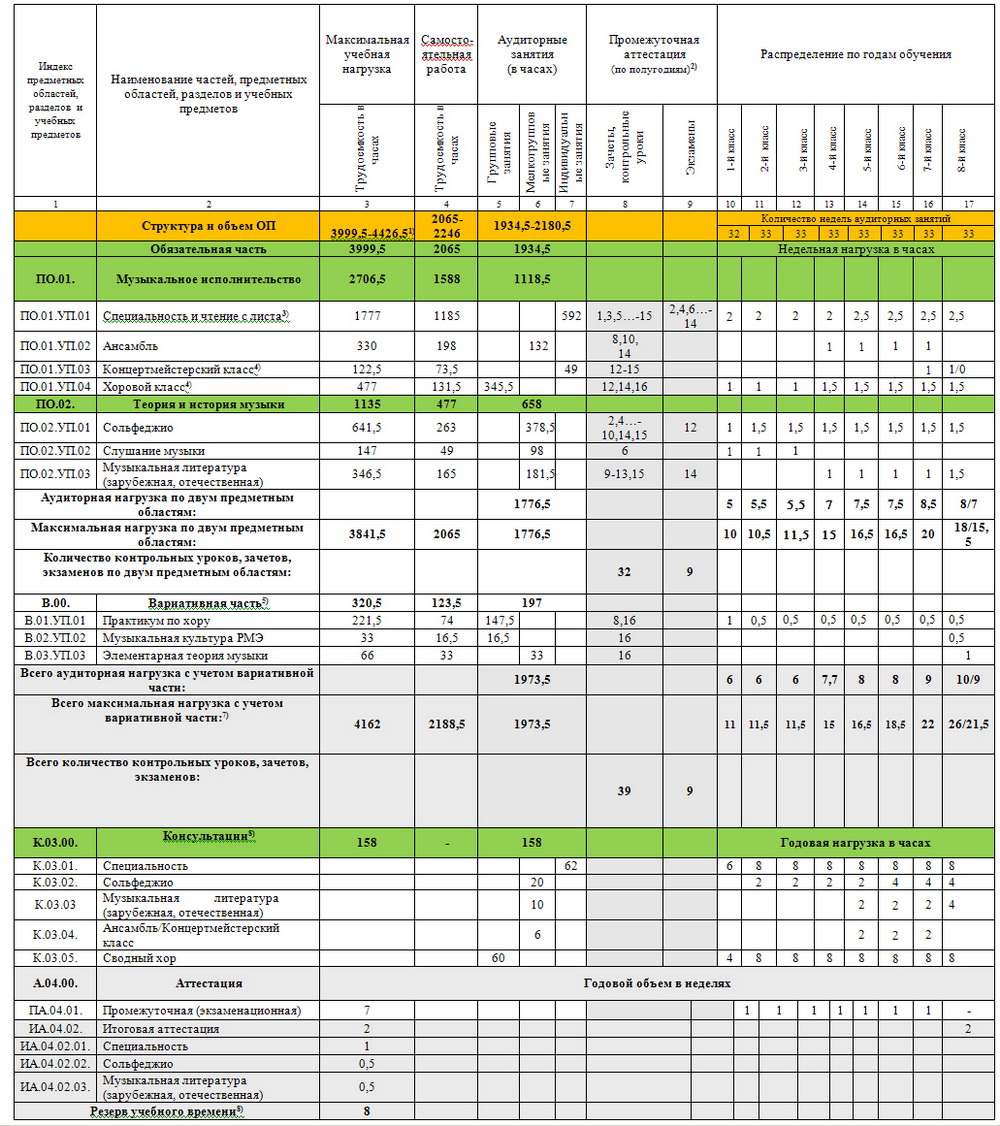 Индекс предметных областей, разделов и учебных предметов
Наименование частей, предметных областей, разделов и учебных предметов
Максимальная учебная нагрузка
Самосто-ятельная работа
Аудиторные занятия (в часах)
Промежуточная аттестация (по полугодиям)2)
Распределение по годам обучения
Трудоемкость в часах
Трудоемкость в часах
Групповые занятия
Мелкогруппов ые занятия
Индивидуальн ые занятия
Зачеты, контрольные уроки
Экзамены
1-й класс
2-й класс
3-й класс
4-й класс
5-й класс
6-й класс
7-й класс
8-й класс
1 2 3 4 5 6 7 8 9 10 11 12 13 14 15 16 17
Структура и объем ОП 3999,5-4426,51) 2065-2246 1934,5-2180,5 Количество недель аудиторных занятий
32 33 33 33 33 33 33 33
Обязательная часть 3999,5 2065 1934,5 Недельная нагрузка в часах
ПО.01. Музыкальное исполнительство 2706,5 1588 1118,5
ПО.01.УП.01 Специальность и чтение с листа3) 1777 1185 592 1,3,5…-15 2,4,6…-14 2 2 2 2 2,5 2,5 2,5 2,5
ПО.01.УП.02 Ансамбль 330 198 132 8,10, 14 1 1 1 1
ПО.01.УП.03 Концертмейстерский класс4) 122,5 73,5 49 12-15 1 1/0
ПО.01.УП.04 Хоровой класс4) 477 131,5 345,5 12,14,16 1 1 1 1,5 1,5 1,5 1,5 1,5
ПО.02. Теория и история музыки 1135 477 658
ПО.02.УП.01 Сольфеджио 641,5 263 378,5 2,4…-10,14,15 12 1 1,5 1,5 1,5 1,5 1,5 1,5 1,5
ПО.02.УП.02 Слушание музыки 147 49 98 6 1 1 1
ПО.02.УП.03 Музыкальная литература (зарубежная, отечественная) 346,5 165 181,5 9-13,15 14 1 1 1 1 1,5
Аудиторная нагрузка по двум предметным областям: 1776,5 5 5,5 5,5 7 7,5 7,5 8,5 8/7
Максимальная нагрузка по двум предметным областям: 3841,5 2065 1776,5 10 10,5 11,5 15 16,5 16,5 20 18/15,5
Количество контрольных уроков, зачетов, экзаменов по двум предметным областям: 32 9
В.00. Вариативная часть5) 320,5 123,5 197
В.01.УП.01 Практикум по хору 221,5 74 147,5 8,16 1 0,5 0,5 0,5 0,5 0,5 0,5 0,5
В.02.УП.02 Музыкальная культура РМЭ 33 16,5 16,5 16 0,5
В.03.УП.03 Элементарная теория музыки 66 33 33 16 1
Всего аудиторная нагрузка с учетом вариативной части: 1973,5 6 6 6 7,7 8 8 9 10/9
Всего максимальная нагрузка с учетом вариативной части:7) 4162 2188,5 1973,5 11 11,5 11,5 15 16,5 18,5 22 26/21,5
Всего количество контрольных уроков, зачетов, экзаменов: 39 9
К.03.00. Консультации8) 158 - 158 Годовая нагрузка в часах
К.03.01. Специальность 62 6 8 8 8 8 8 8 8
К.03.02. Сольфеджио 20 2 2 2 2 4 4 4
К.03.03 Музыкальная литература (зарубежная, отечественная) 10 2 2 2 4
К.03.04. Ансамбль/Концертмейстерский класс 6 2 2 2
К.03.05. Сводный хор 60 4 8 8 8 8 8 8 8
А.04.00. Аттестация Годовой объем в неделях
ПА.04.01. Промежуточная (экзаменационная) 7 1 1 1 1 1 1 1 -
ИА.04.02. Итоговая аттестация 2 2
ИА.04.02.01. Специальность 1
ИА.04.02.02. Сольфеджио 0,5
ИА.04.02.03. Музыкальная литература (зарубежная, отечественная) 0,5
Резерв учебного времени8) 8